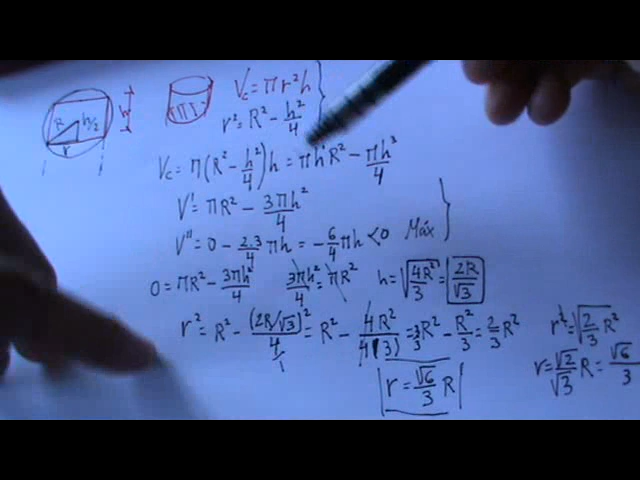 R h/2 h
r
V_c = πr²h
r² = R² - h²/4
V_c = π(R² - h²/4)h = πh¹R² - πh³/4
V' = πR² - 3πh²/4
V'' = 0 - 2.3/4 πh = -6/4 πh < 0 Máx
0 = πR² - 3πh²/4 3πh²/4 = πR² h = √(4R²/3) = 2R/√3
r² = R² - (2R/√3)²/4 = R² - 4R²/4(3) = 3/3 R² - R²/3 = 2/3 R² r² = √(2/3 R²)
r = √2/√3 R = √6/3
r = √6/3 R